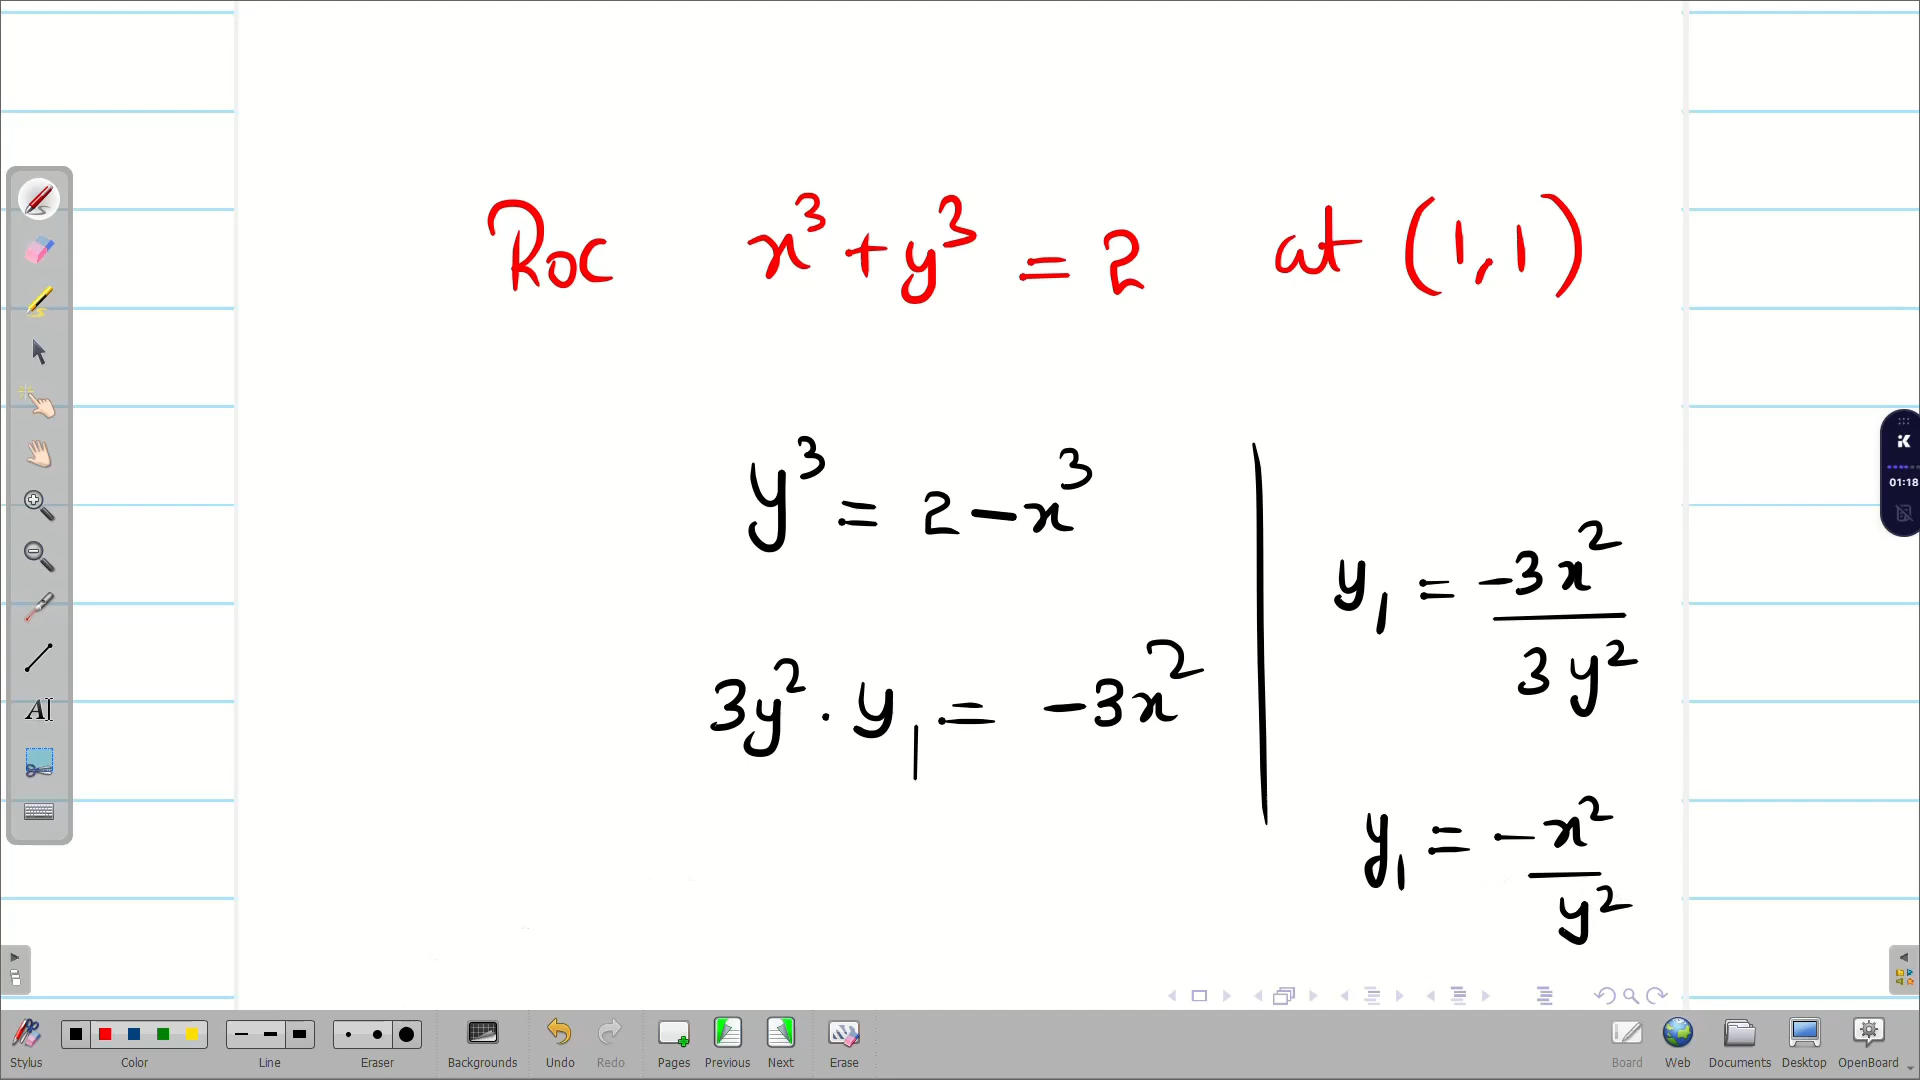 Roc x³ + y³ = 2 at (1, 1)
y³ = 2 - x³
3y² . y₁ = -3x²
y₁ = -3x² / 3y²
y₁ = -x² / y²
01:18
Stylus Color Line Eraser Backgrounds Undo Redo Pages Previous Next Erase Board Web Documents Desktop OpenBoard